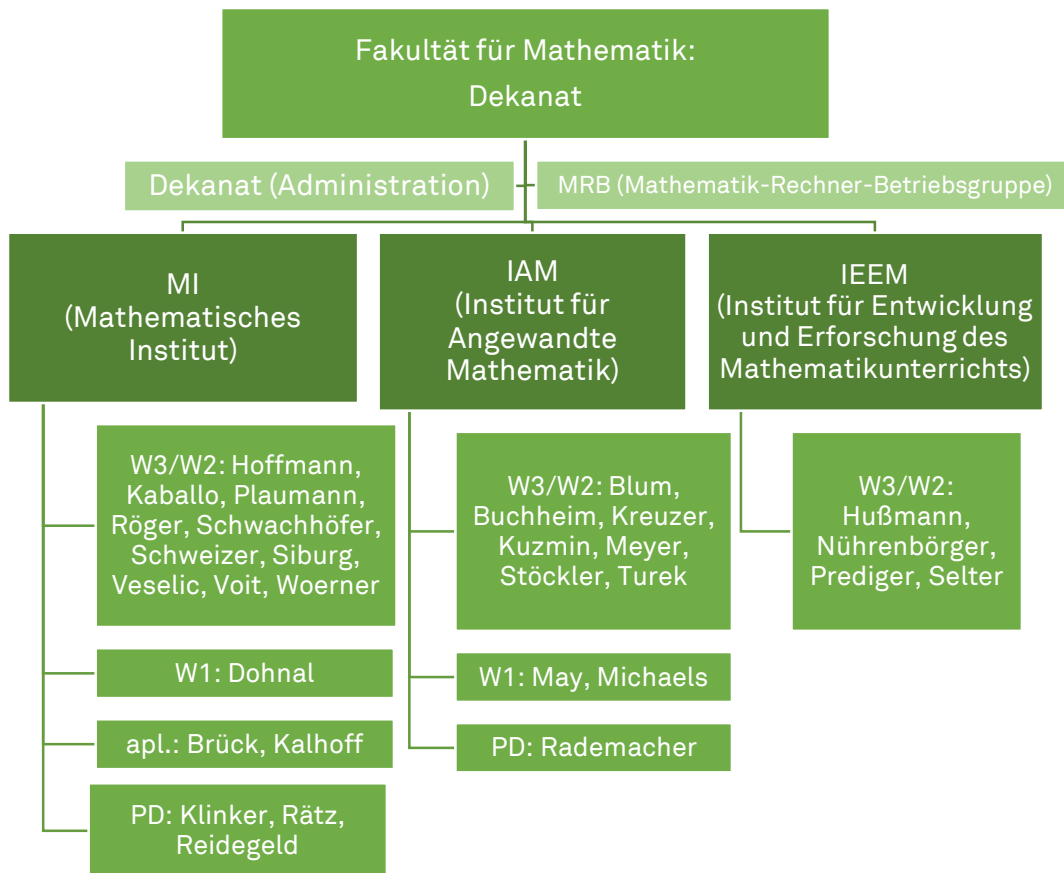 Fakultät für Mathematik:
Dekanat
Dekanat (Administration)
MRB (Mathematik-Rechner-Betriebsgruppe)
MI
(Mathematisches
Institut)
IAM
(Institut für
Angewandte
Mathematik)
IEEM
(Institut für Entwicklung
und Erforschung des
Mathematikunterrichts)
W3/W2: Hoffmann,
Kaballo, Plaumann,
Röger, Schwachhöfer,
Schweizer, Siburg,
Veselic, Voit, Woerner
W1: Dohnal
apl.: Brück, Kalhoff
PD: Klinker, Rätz,
Reidegeld
W3/W2: Blum,
Buchheim, Kreuzer,
Kuzmin, Meyer,
Stöckler, Turek
W1: May, Michaels
PD: Rademacher
W3/W2:
Hußmann,
Nührenbörger,
Prediger, Selter